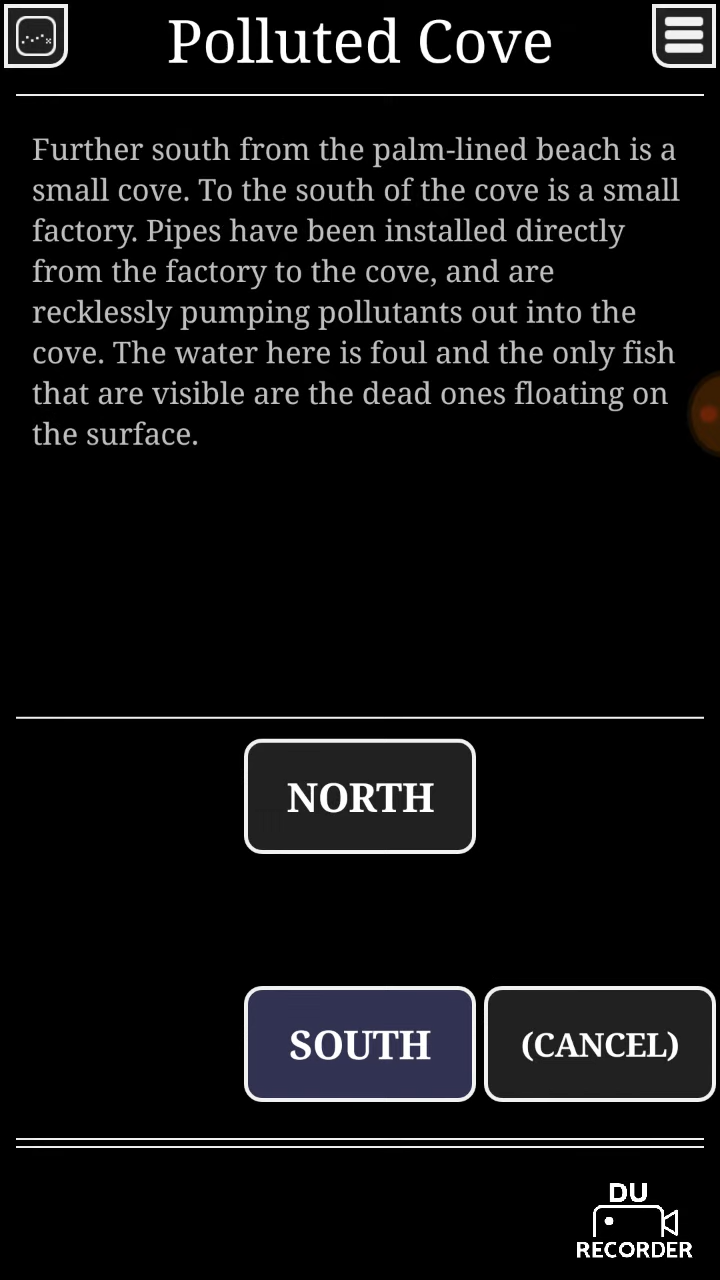 Polluted Cove
Further south from the palm-lined beach is a
small cove. To the south of the cove is a small
factory. Pipes have been installed directly
from the factory to the cove, and are
recklessly pumping pollutants out into the
cove. The water here is foul and the only fish
that are visible are the dead ones floating on
the surface.
NORTH
SOUTH
(CANCEL)
DU
RECORDER